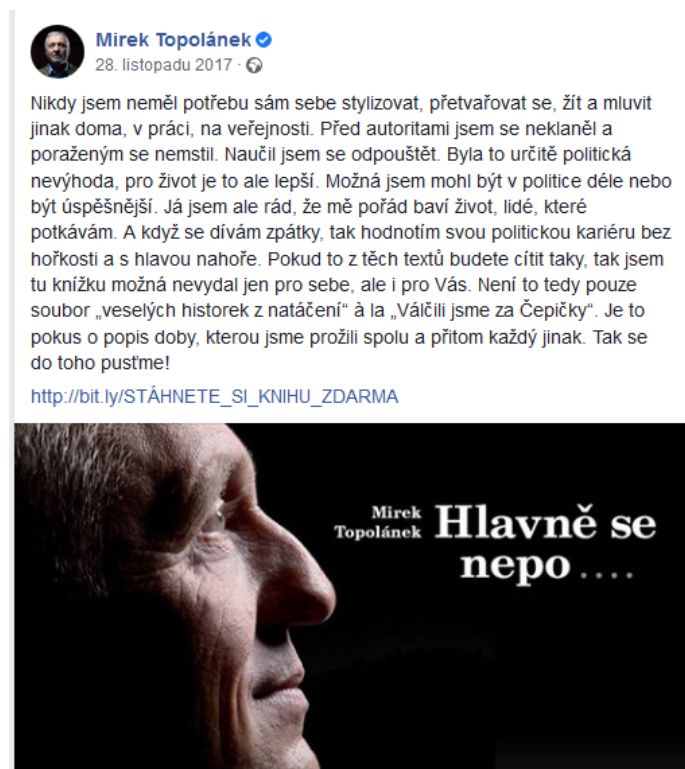 Mirek Topolánek
28. listopadu 2017 ·
Nikdy jsem neměl potřebu sám sebe stylizovat, přetvařovat se, žít a mluvit
jinak doma, v práci, na veřejnosti. Před autoritami jsem se neklaněl a
poraženým se nemstil. Naučil jsem se odpouštět. Byla to určitě politická
nevýhoda, pro život je to ale lepší. Možná jsem mohl být v politice déle nebo
být úspěšnější. Já jsem ale rád, že mě pořád baví život, lidé, které
potkávám. A když se dívám zpátky, tak hodnotím svou politickou kariéru bez
hořkosti a s hlavou nahoře. Pokud to z těch textů budete cítit taky, tak jsem
tu knížku možná nevydal jen pro sebe, ale i pro Vás. Není to tedy pouze
soubor „veselých historek z natáčení“ à la „Válčili jsme za Čepičky“. Je to
pokus o popis doby, kterou jsme prožili spolu a přitom každý jinak. Tak se
do toho pusťme!
http://bit.ly/STÁHNETE_SI_KNIHU_ZDARMA
Mirek
Topolánek
Hlavně se
nepo....